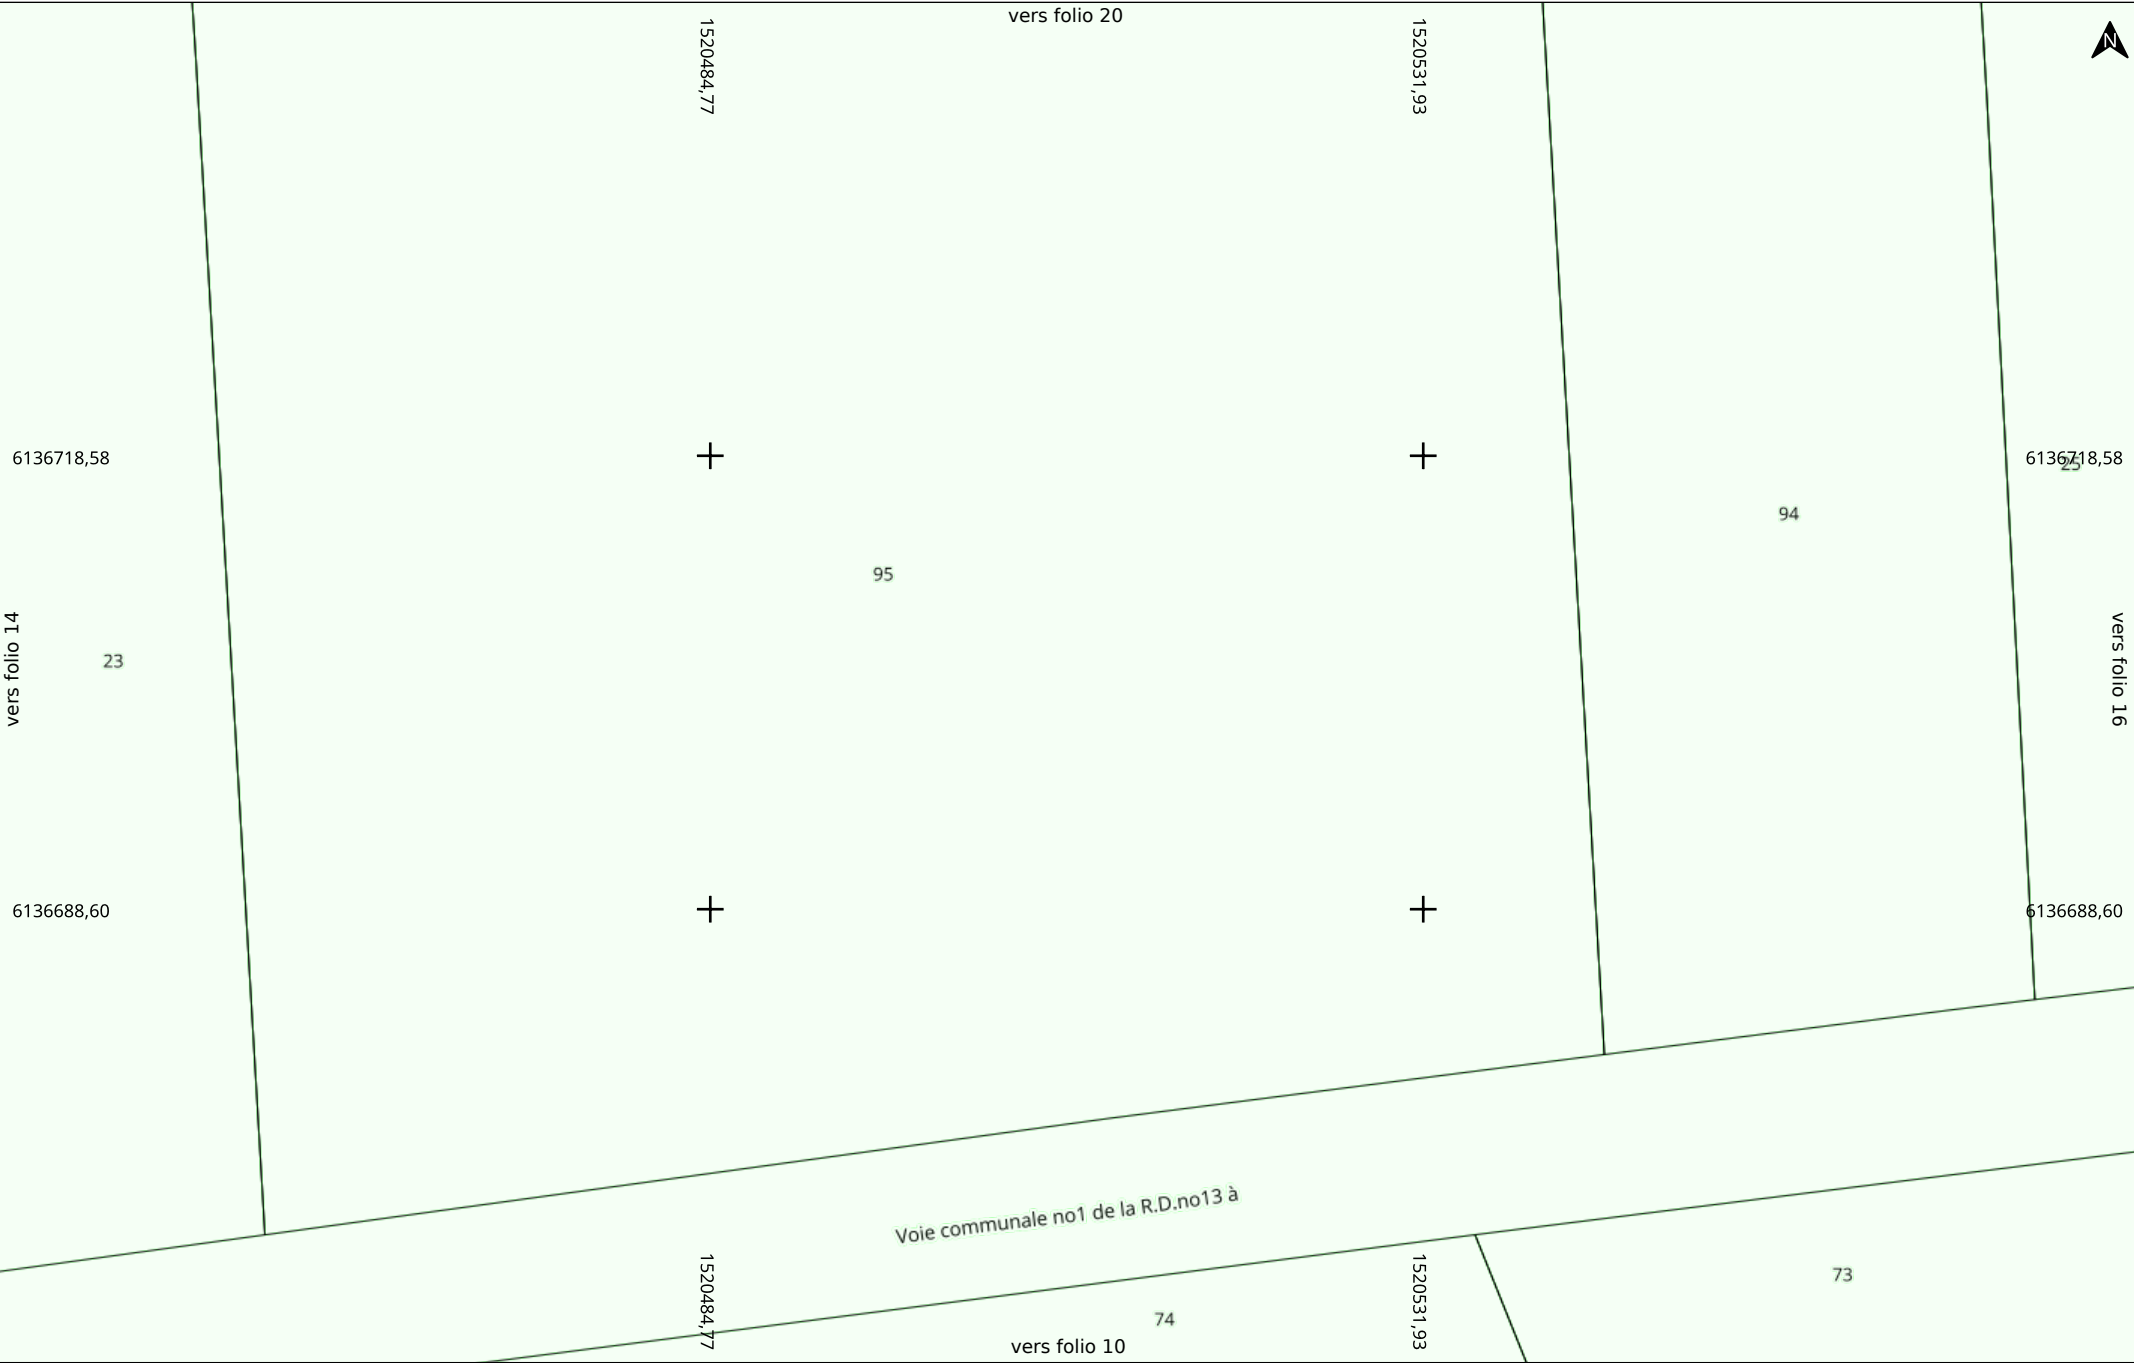 vers folio 20
1520484,77
1520531,93
N
6136718,58
6136718,58
25
94
95
vers folio 14
23
vers folio 16
6136688,60
6136688,60
Voie communale no1 de la R.D.no13 à
1520484,77
1520531,93
73
74
vers folio 10